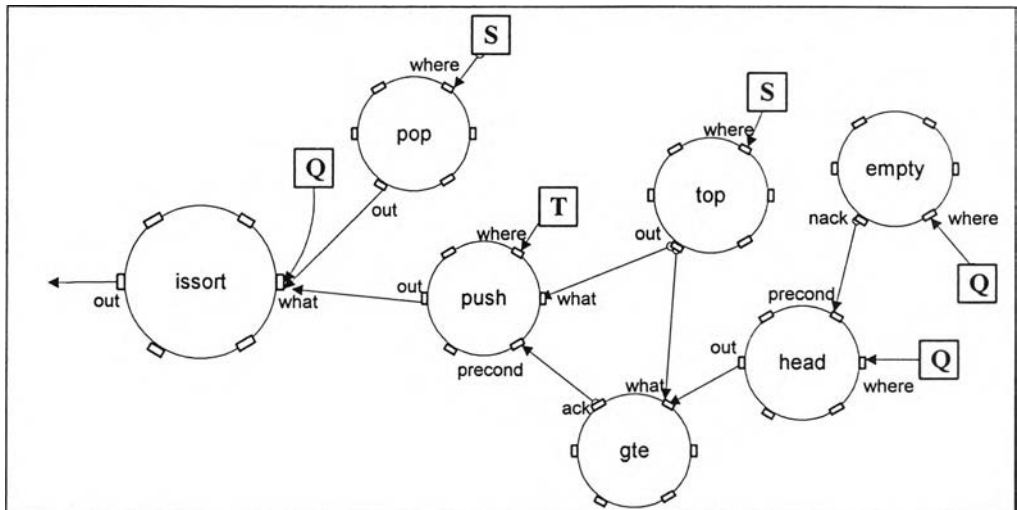 S
where
pop
S
where
empty
Q
top
out
T
nack
where
where
out
issort
out
push
what
Q
out
what
precond
precond
out
head
Q
what
where
ack
gte